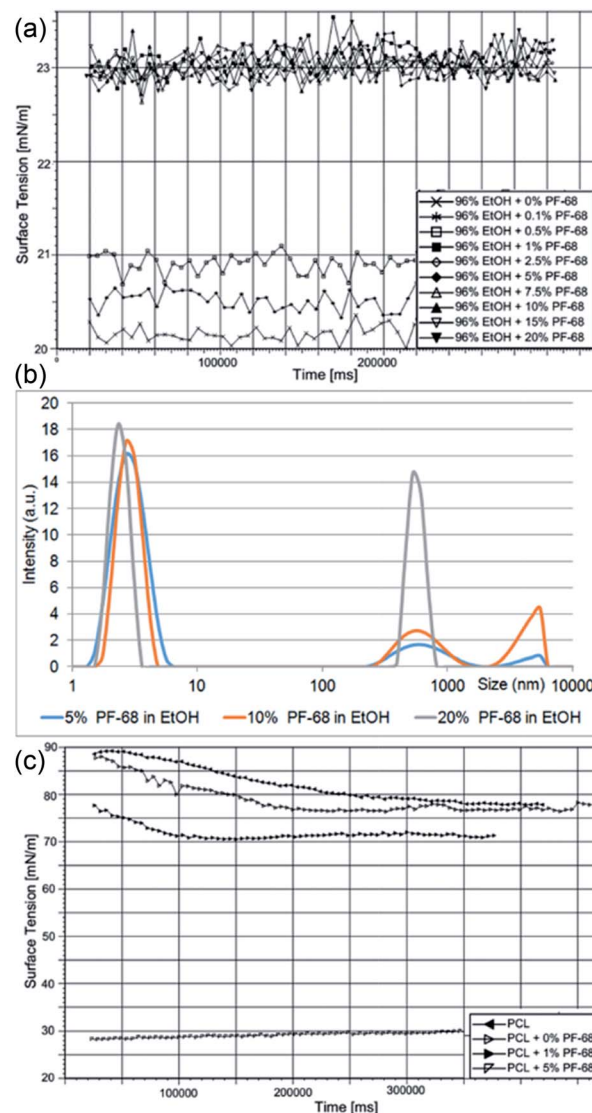 (a)
Surface Tension [mN/m]
23
22
21
20
0
100000
200000
Time [ms]
96% EtOH + 0% PF-68
96% EtOH + 0.1% PF-68
96% EtOH + 0.5% PF-68
96% EtOH + 1% PF-68
96% EtOH + 2.5% PF-68
96% EtOH + 5% PF-68
96% EtOH + 7.5% PF-68
96% EtOH + 10% PF-68
96% EtOH + 15% PF-68
96% EtOH + 20% PF-68
(b)
Intensity (a.u.)
20
18
16
14
12
10
8
6
4
2
0
1 10 100 1000 Size (nm) 10000
5% PF-68 in EtOH 10% PF-68 in EtOH 20% PF-68 in EtOH
(c)
Surface Tension [mN/m]
90
80
70
60
50
40
30
20
100000 200000 300000
Time [ms]
PCL
PCL + 0% PF-68
PCL + 1% PF-68
PCL + 5% PF-68